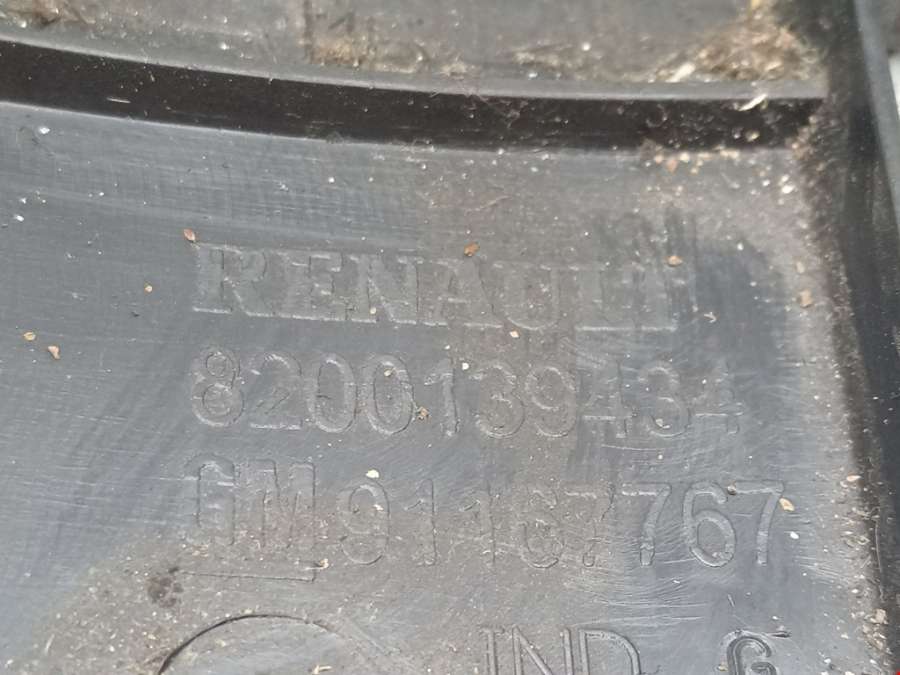 RENAULT
8200139434
GM 91167767
IND G